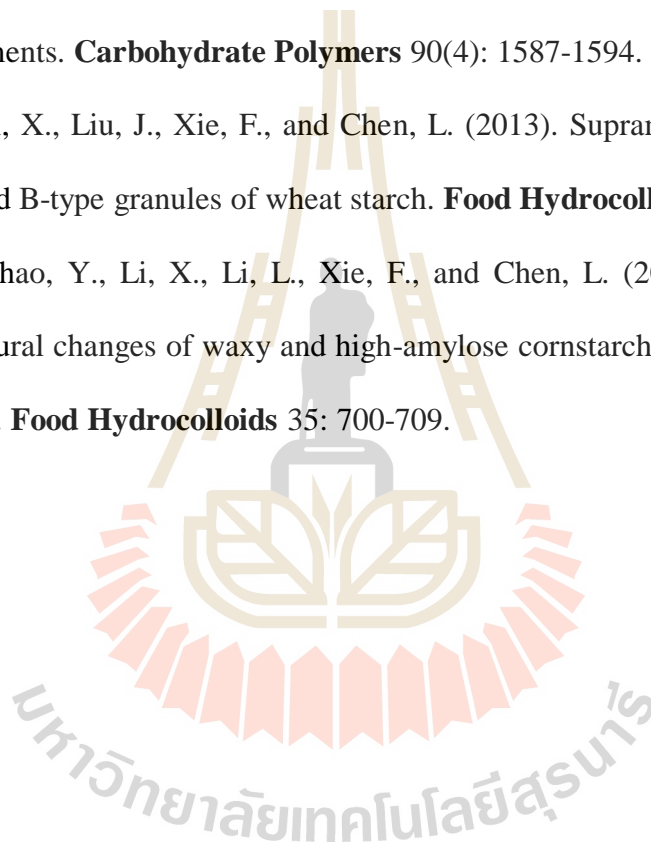 nents. Carbohydrate Polymers 90(4): 1587-1594.
, X., Liu, J., Xie, F., and Chen, L. (2013). Supran
d B-type granules of wheat starch. Food Hydrocoll
hao, Y., Li, X., Li, L., Xie, F., and Chen, L. (20
ural changes of waxy and high-amylose cornstarch
. Food Hydrocolloids 35: 700-709.
มหาวิทยาลัยเทคโนโลยีสุรนารี